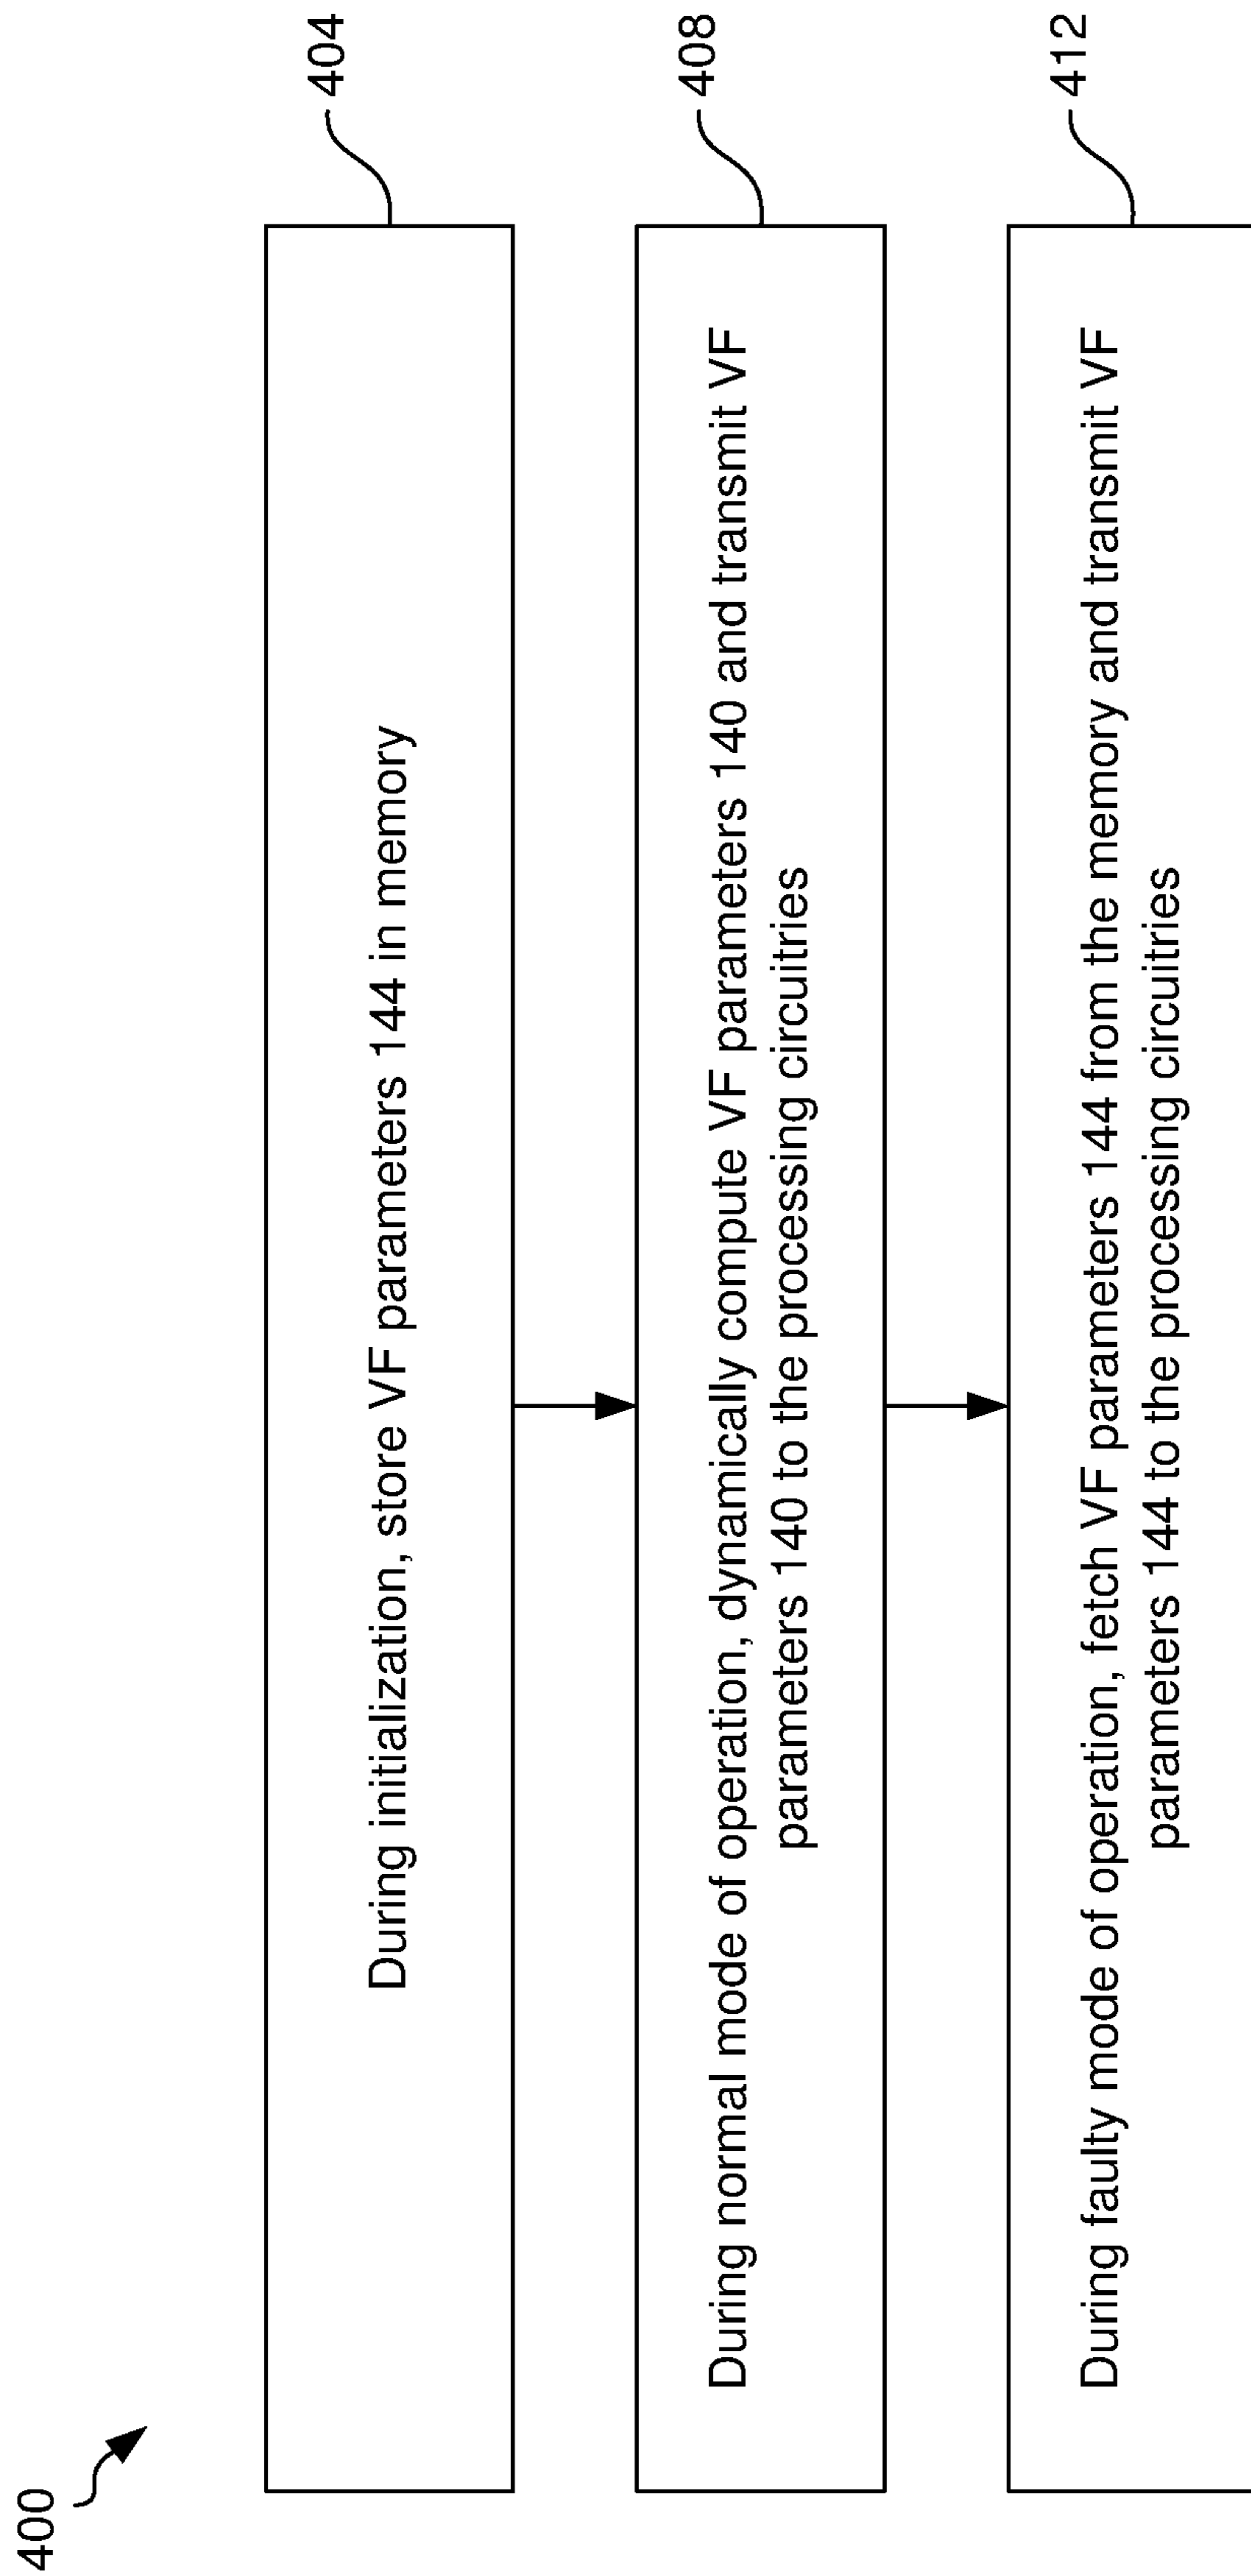 400
During initialization, store VF parameters 144 in memory
404
During normal mode of operation, dynamically compute VF parameters 140 and transmit VF
parameters 140 to the processing circuitries
408
During faulty mode of operation, fetch VF parameters 144 from the memory and transmit VF
parameters 144 to the processing circuitries
412